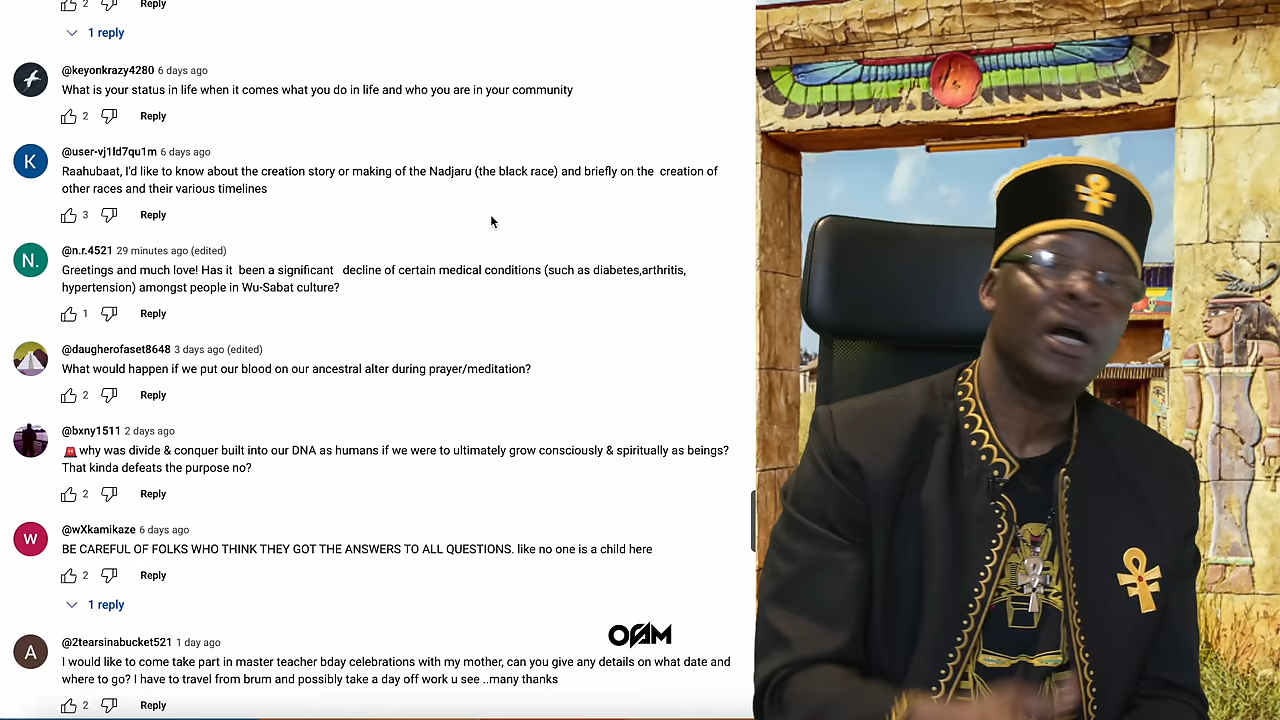 2 Reply
1 reply
@keyonkrazy4280 6 days ago
What is your status in life when it comes what you do in life and who you are in your community
2 Reply
K
@user-vj1ld7qu1m 6 days ago
Raahubaat, I'd like to know about the creation story or making of the Nadjaru (the black race) and briefly on the creation of
other races and their various timelines
3 Reply
N.
@n.r.4521 29 minutes ago (edited)
Greetings and much love! Has it been a significant decline of certain medical conditions (such as diabetes,arthritis,
hypertension) amongst people in Wu-Sabat culture?
1 Reply
@daugherofaset8648 3 days ago (edited)
What would happen if we put our blood on our ancestral alter during prayer/meditation?
2 Reply
@bxny1511 2 days ago
🚨why was divide & conquer built into our DNA as humans if we were to ultimately grow consciously & spiritually as beings?
That kinda defeats the purpose no?
2 Reply
W
@wXkamikaze 6 days ago
BE CAREFUL OF FOLKS WHO THINK THEY GOT THE ANSWERS TO ALL QUESTIONS. like no one is a child here
2 Reply
1 reply
OFAM
A
@2tearsinabucket521 1 day ago
I would like to come take part in master teacher bday celebrations with my mother, can you give any details on what date and
where to go? I have to travel from brum and possibly take a day off work u see ..many thanks
2 Reply